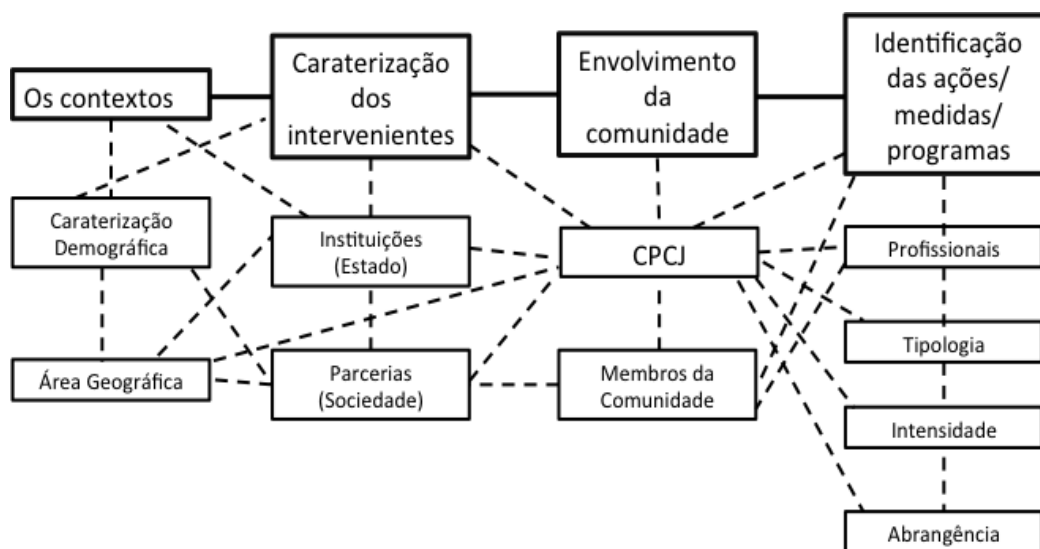 Os contextos
Caraterização
dos
intervenientes
Envolvimento
da
comunidade
Identificação
das ações/
medidas/
programas
Caraterização
Demográfica
Instituições
(Estado)
CPCJ
Profissionais
Tipologia
Área Geográfica
Parcerias
(Sociedade)
Membros da
Comunidade
Intensidade
Abrangência